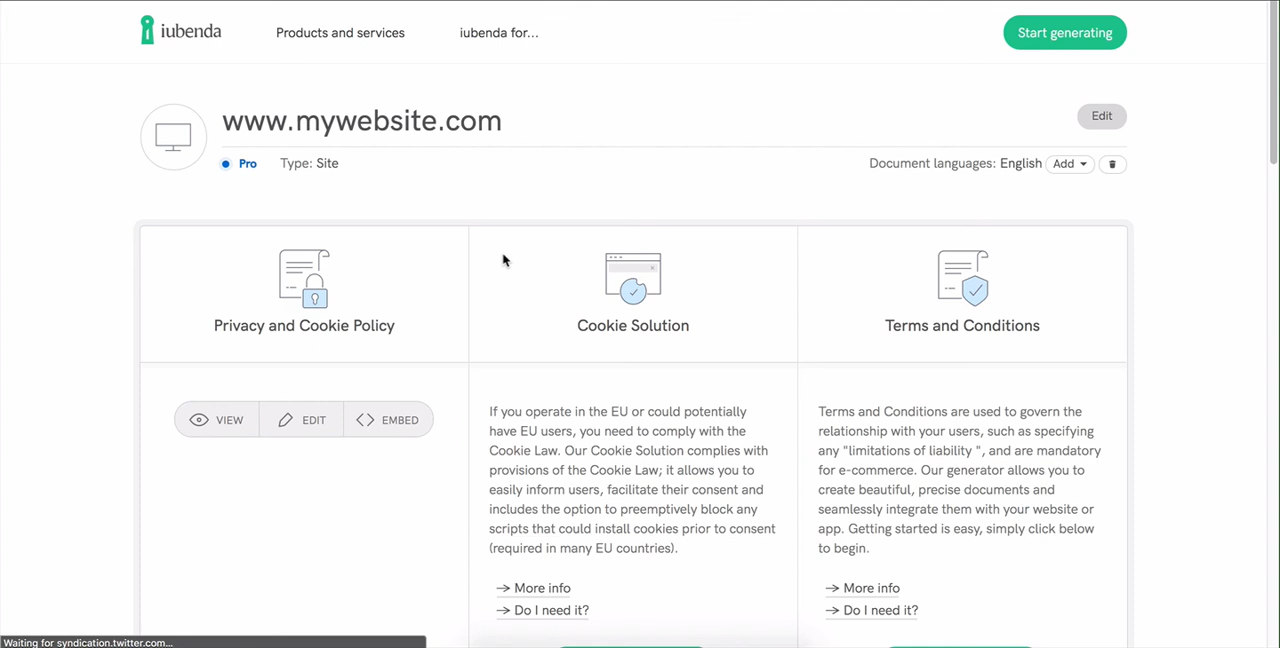 iubenda
Products and services
iubenda for...
Start generating
www.mywebsite.com
Edit
Pro
Type: Site
Document languages: English
Add
Privacy and Cookie Policy
Cookie Solution
Terms and Conditions
VIEW
EDIT
EMBED
If you operate in the EU or could potentially
have EU users, you need to comply with the
Cookie Law. Our Cookie Solution complies with
provisions of the Cookie Law; it allows you to
easily inform users, facilitate their consent and
includes the option to preemptively block any
scripts that could install cookies prior to consent
(required in many EU countries).
→ More info
→ Do I need it?
Terms and Conditions are used to govern the
relationship with your users, such as specifying
any "limitations of liability ", and are mandatory
for e-commerce. Our generator allows you to
create beautiful, precise documents and
seamlessly integrate them with your website or
app. Getting started is easy, simply click below
to begin.
→ More info
→ Do I need it?
Waiting for syndication.twitter.com...